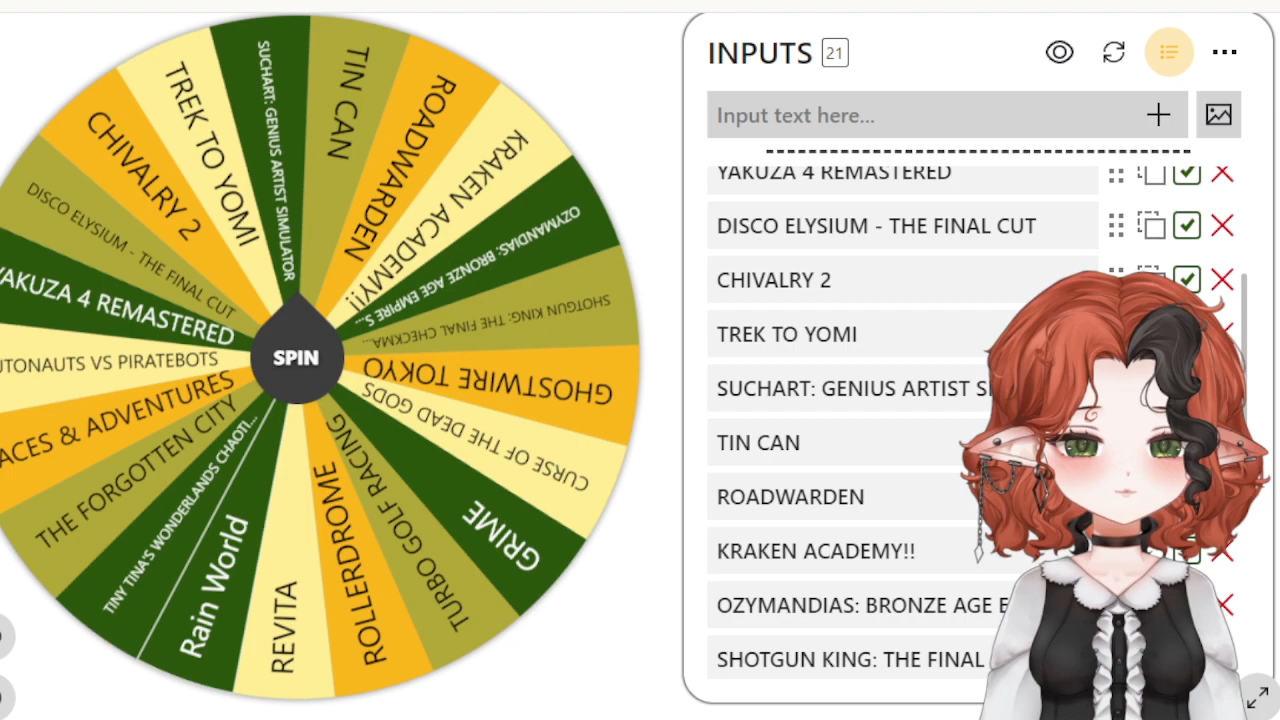 SUCHART: GENIUS ARTIST SIMULATOR
TIN CAN
ROADWARDEN
KRAKEN ACADEMY!!
OZYMANDIAS: BRONZE AGE EMPIRE S...
SHOTGUN KING: THE FINAL CHECKMA...
GHOSTWIRE TOKYO
CURSE OF THE DEAD GODS
GRIME
TURBO GOLF RACING
ROLLERDROME
REVITA
Rain World
TINY TINA'S WONDERLANDS CHAOTI...
THE FORGOTTEN CITY
ACES & ADVENTURES
UTONAUTS VS PIRATEBOTS
YAKUZA 4 REMASTERED
DISCO ELYSIUM - THE FINAL CUT
CHIVALRY 2
TREK TO YOMI
SPIN
INPUTS 21
Input text here...
YAKUZA 4 REMASTERED
DISCO ELYSIUM - THE FINAL CUT
CHIVALRY 2
TREK TO YOMI
SUCHART: GENIUS ARTIST SI
TIN CAN
ROADWARDEN
KRAKEN ACADEMY!!
OZYMANDIAS: BRONZE AGE E
SHOTGUN KING: THE FINAL